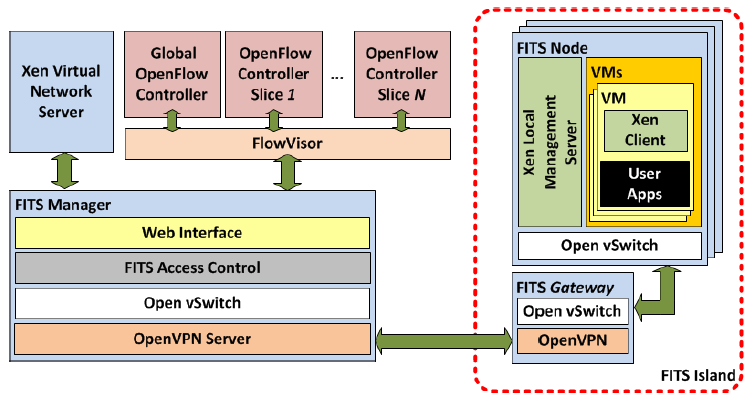 Xen Virtual
Network
Server
Global
OpenFlow
Controller
OpenFlow
Controller
Slice 1
...
OpenFlow
Controller
Slice N
FlowVisor
FITS Manager
Web Interface
FITS Access Control
Open vSwitch
OpenVPN Server
FITS Node
Xen Local
Management
Server
VMs
VM
Xen
Client
User
Apps
Open vSwitch
FITS Gateway
Open vSwitch
OpenVPN
FITS Island